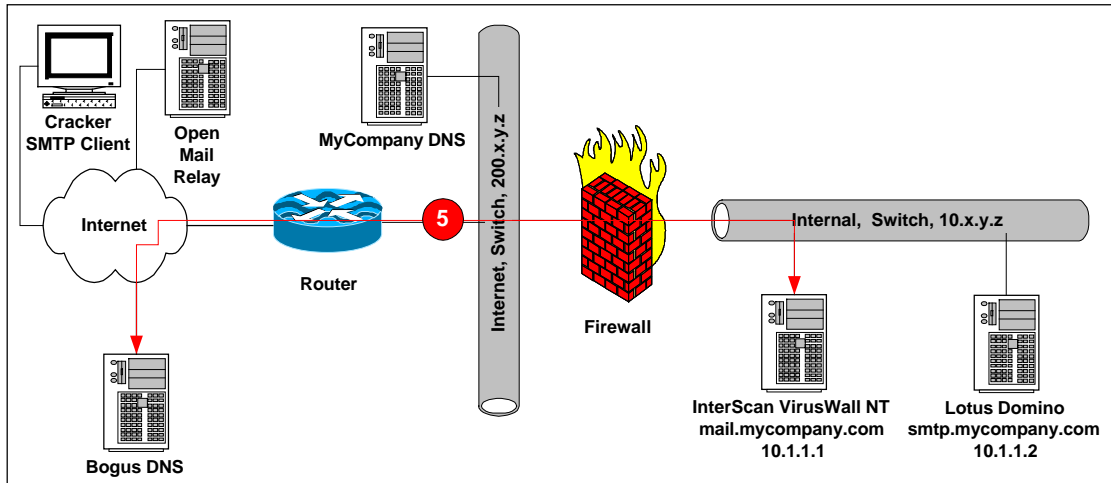 Cracker
SMTP Client
Open
Mail
Relay
MyCompany DNS
Internet
Router
5
Internet, Switch, 200.x.y.z
Firewall
Internal, Switch, 10.x.y.z
Bogus DNS
InterScan VirusWall NT
mail.mycompany.com
10.1.1.1
Lotus Domino
smtp.mycompany.com
10.1.1.2